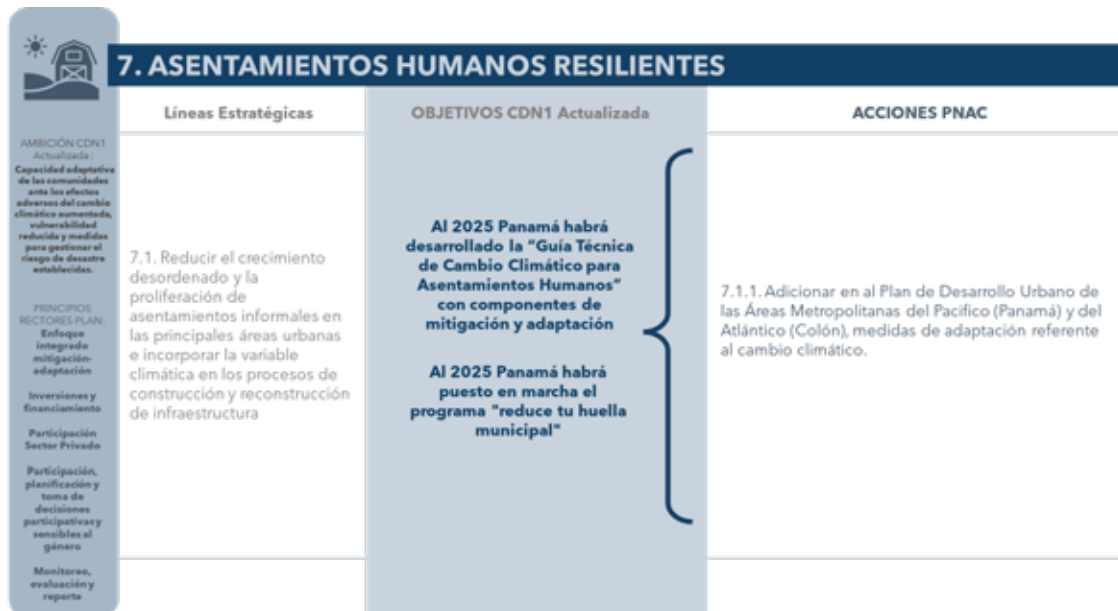 7. ASENTAMIENTOS HUMANOS RESILIENTES
Líneas Estratégicas
OBJETIVOS CDN1 Actualizada
ACCIONES PNAC
AMBICIÓN CDN1
Actualizada :
Capacidad adaptativa
de las comunidades
ante los efectos
adversos del cambio
climático aumentada,
vulnerabilidad
reducida y medidas
para gestionar el
riesgo de desastre
establecidas.
PRINCIPIOS
RECTORES PLAN:
Enfoque
integrado
mitigación-
adaptación
Inversiones y
financiamiento
Participación
Sector Privado
Participación,
planificación y
toma de
decisiones
participativas y
sensibles al
género
Monitoreo,
evaluación y
reporte
7.1. Reducir el crecimiento
desordenado y la
proliferación de
asentamientos informales en
las principales áreas urbanas
e incorporar la variable
climática en los procesos de
construcción y reconstrucción
de infraestructura
Al 2025 Panamá habrá
desarrollado la "Guía Técnica
de Cambio Climático para
Asentamientos Humanos"
con componentes de
mitigación y adaptación
Al 2025 Panamá habrá
puesto en marcha el
programa "reduce tu huella
municipal"
7.1.1. Adicionar en al Plan de Desarrollo Urbano de
las Áreas Metropolitanas del Pacifico (Panamá) y del
Atlántico (Colón), medidas de adaptación referente
al cambio climático.